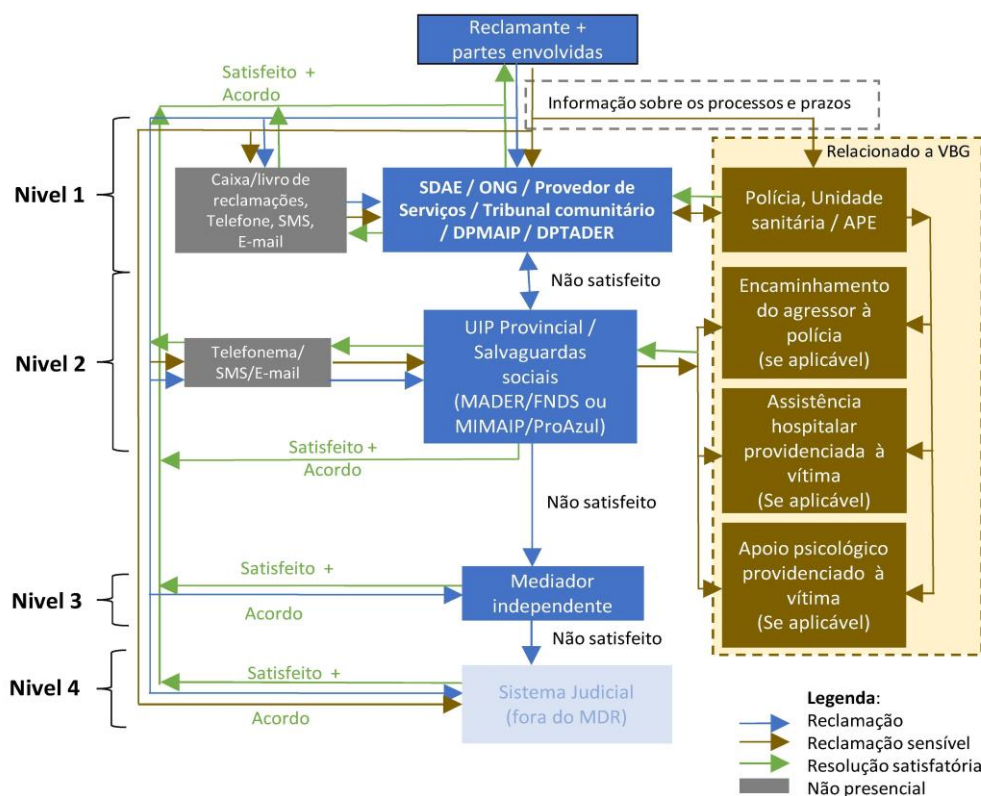 Reclamante +
partes envolvidas
Satisfeito +
Acordo
Informação sobre os processos e prazos
Relacionado a VBG
Nivel 1
Caixa/livro de
reclamações,
Telefone, SMS,
E-mail
SDAE / ONG / Provedor de
Serviços / Tribunal comunitário
/ DPMAIP / DPTADER
Polícia, Unidade
sanitária / APE
Não satisfeito
Nivel 2
Telefonema/
SMS/E-mail
UIP Provincial /
Salvaguardas
sociais
(MADER/FNDS ou
MIMAIP/ProAzul)
Encaminhamento
do agressor à
polícia
(se aplicável)
Assistência
hospitalar
providenciada à
vítima
(Se aplicável)
Satisfeito +
Acordo
Não satisfeito
Apoio psicológico
providenciado à
vítima
(Se aplicável)
Nivel 3
Satisfeito +
Acordo
Mediador
independente
Não satisfeito
Nivel 4
Satisfeito +
Acordo
Sistema Judicial
(fora do MDR)
Legenda:
Reclamação
Reclamação sensível
Resolução satisfatória
Não presencial